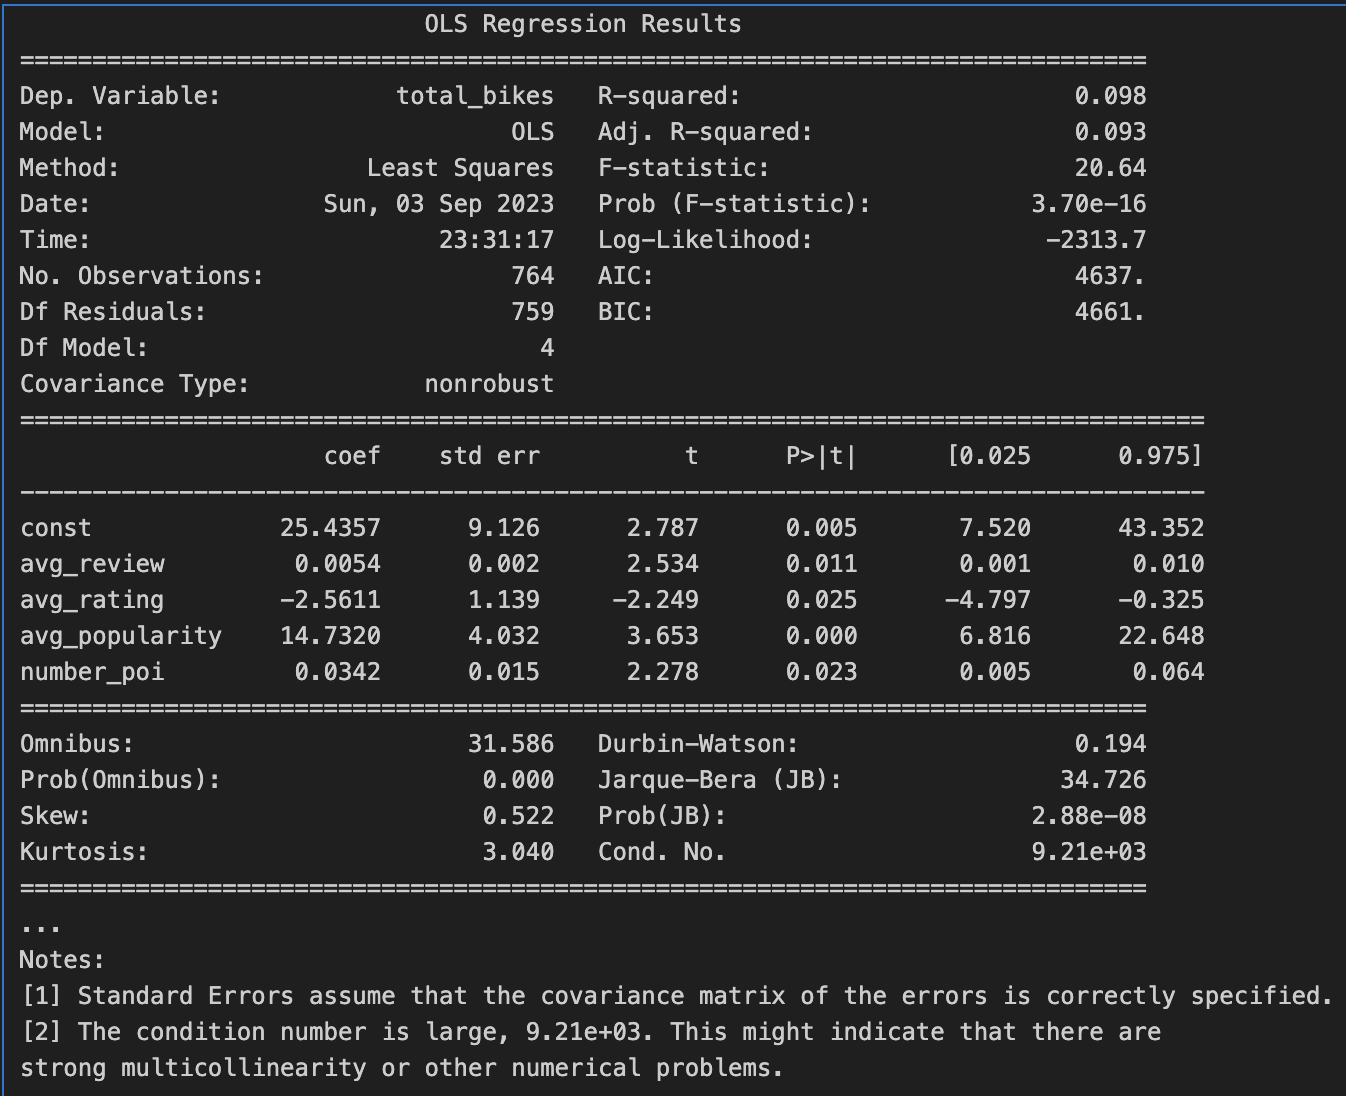 OLS Regression Results
==============================================================================
Dep. Variable:            total_bikes   R-squared:                       0.098
Model:                            OLS   Adj. R-squared:                  0.093
Method:                 Least Squares   F-statistic:                     20.64
Date:                Sun, 03 Sep 2023   Prob (F-statistic):           3.70e-16
Time:                        23:31:17   Log-Likelihood:                -2313.7
No. Observations:                 764   AIC:                             4637.
Df Residuals:                     759   BIC:                             4661.
Df Model:                           4
Covariance Type:            nonrobust
==================================================================================
                     coef    std err          t      P>|t|      [0.025      0.975]
----------------------------------------------------------------------------------
const             25.4357      9.126      2.787      0.005       7.520      43.352
avg_review         0.0054      0.002      2.534      0.011       0.001       0.010
avg_rating        -2.5611      1.139     -2.249      0.025      -4.797      -0.325
avg_popularity    14.7320      4.032      3.653      0.000       6.816      22.648
number_poi         0.0342      0.015      2.278      0.023       0.005       0.064
==============================================================================
Omnibus:                       31.586   Durbin-Watson:                   0.194
Prob(Omnibus):                  0.000   Jarque-Bera (JB):               34.726
Skew:                           0.522   Prob(JB):                     2.88e-08
Kurtosis:                       3.040   Cond. No.                     9.21e+03
==============================================================================
...
Notes:
[1] Standard Errors assume that the covariance matrix of the errors is correctly specified.
[2] The condition number is large, 9.21e+03. This might indicate that there are
strong multicollinearity or other numerical problems.